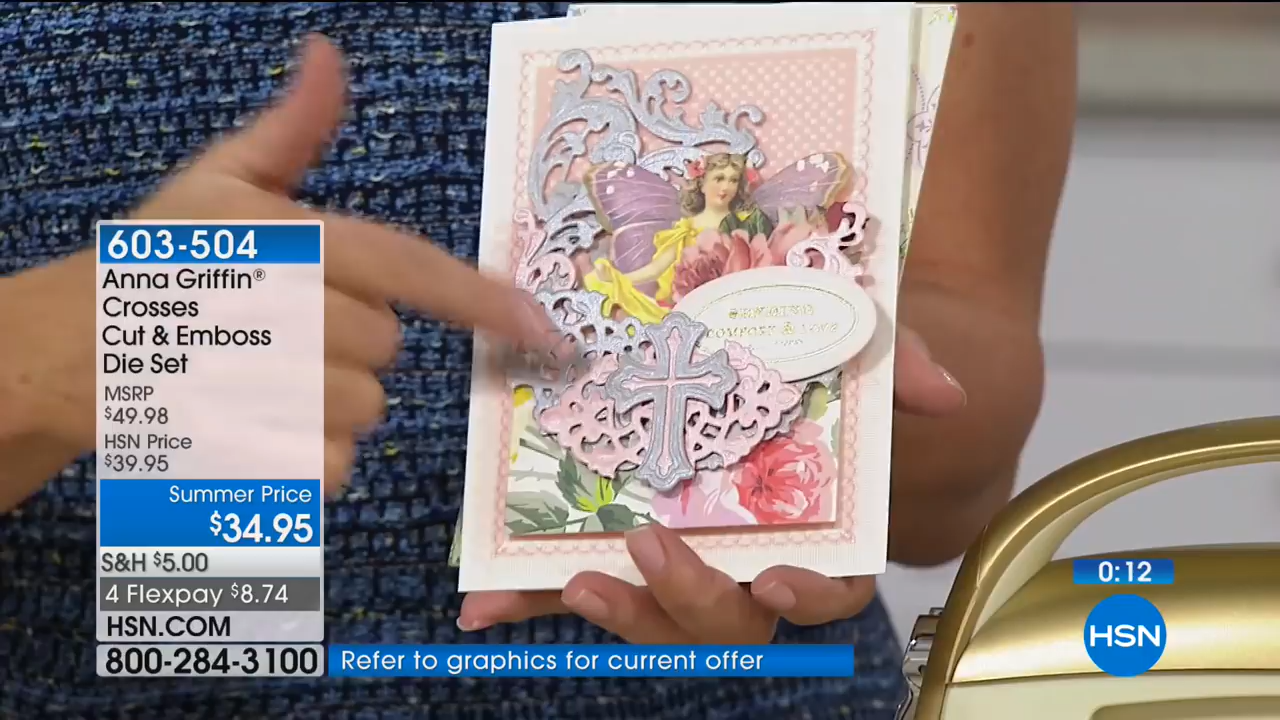 603-504
Anna Griffin®
Crosses
Cut & Emboss
Die Set
MSRP
$49.98
HSN Price
$39.95
Summer Price
$34.95
S&H $5.00
4 Flexpay $8.74
HSN.COM
800-284-3100
Refer to graphics for current offer
SENDING
COMFORT & LOVE
0:12
HSN